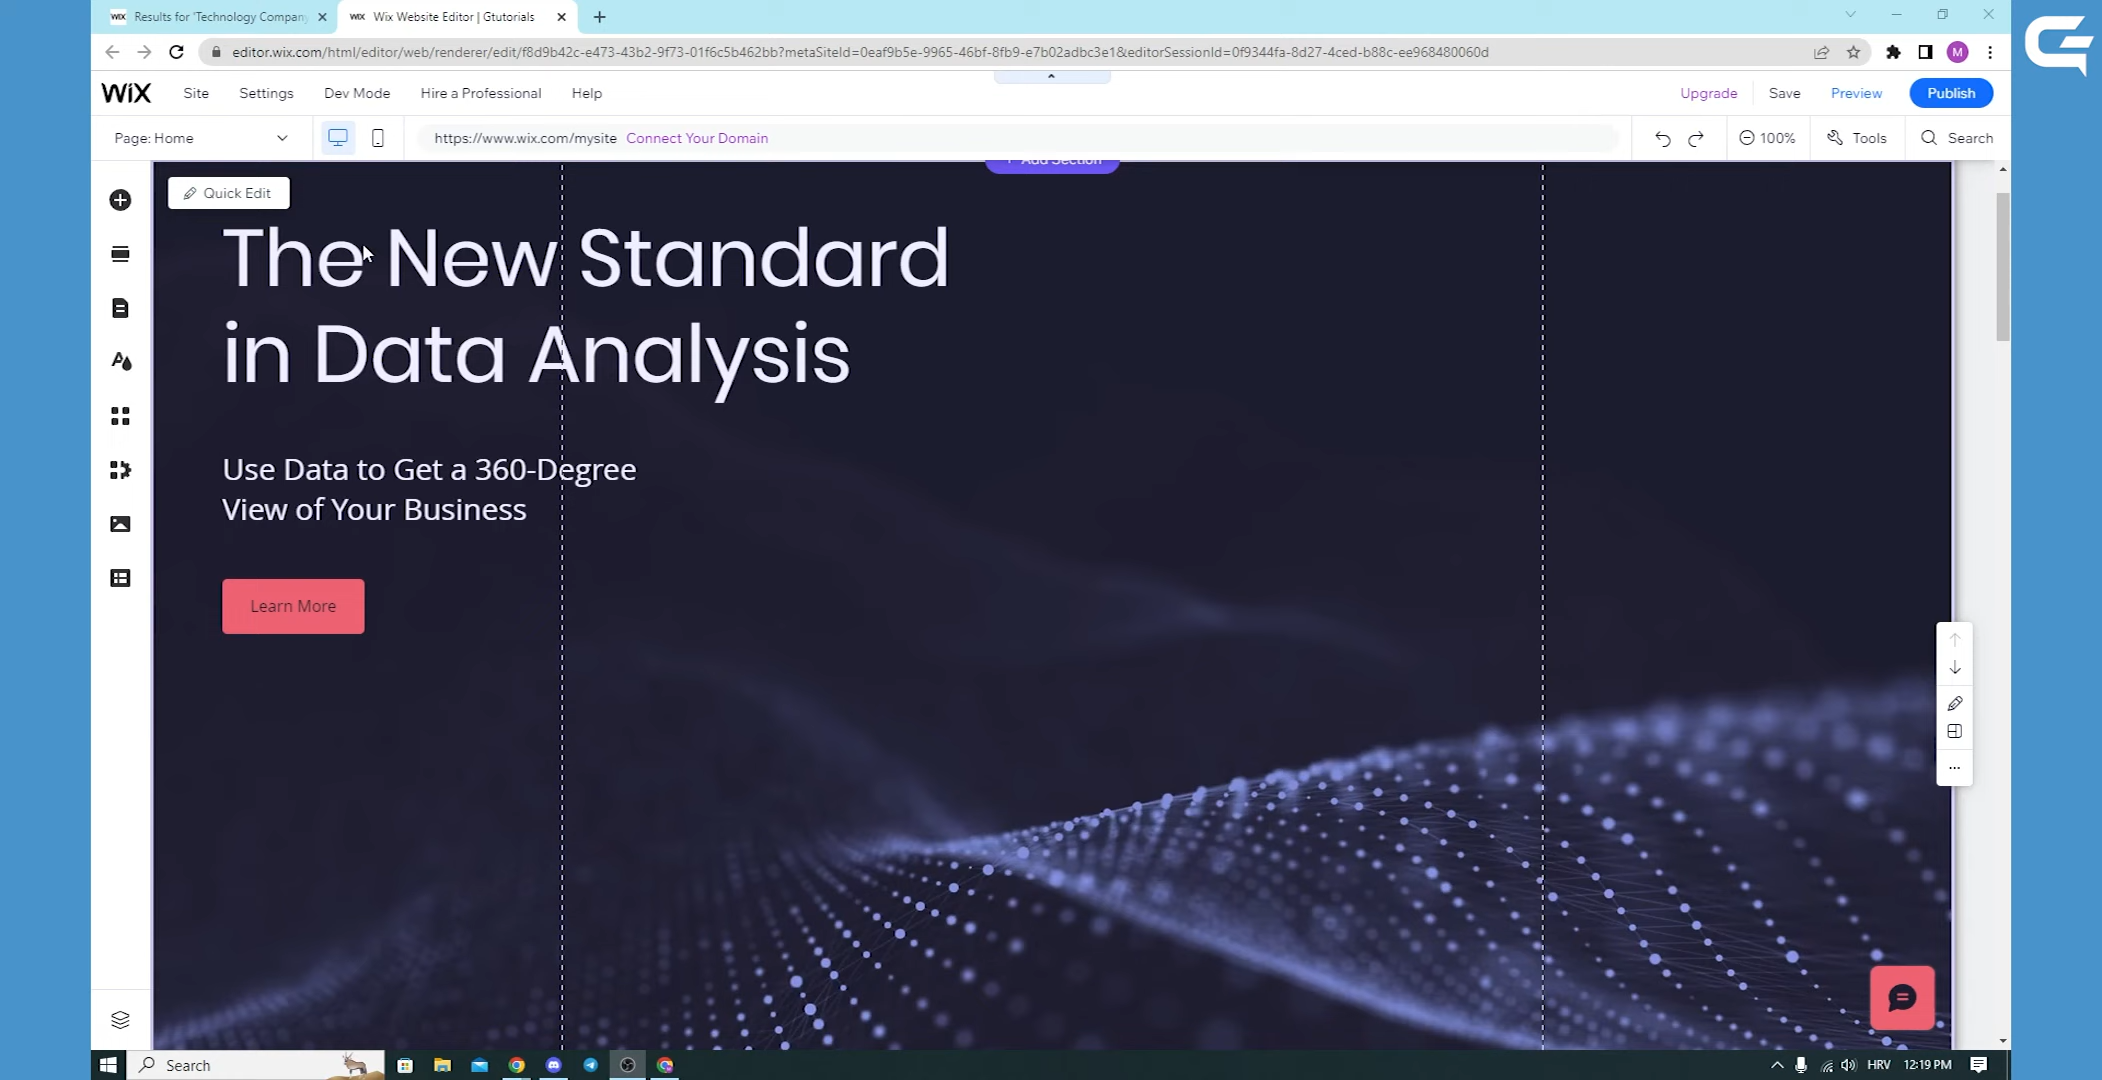 WIX Results for 'Technology Company
WIX Wix Website Editor | Gtutorials
editor.wix.com/html/editor/web/renderer/edit/f8d9b42c-e473-43b2-9f73-01f6c5b462bb?metaSiteId=0eaf9b5e-9965-46bf-8fb9-e7b02adbc3e1&editorSessionId=0f9344fa-8d27-4ced-b88c-ee968480060d
M
WIX Site Settings Dev Mode Hire a Professional Help Upgrade Save Preview Publish
Page: Home https://www.wix.com/mysite Connect Your Domain 100% Tools Search
+ Add Section
Quick Edit
The New Standard
in Data Analysis
Use Data to Get a 360-Degree
View of Your Business
Learn More
Search HRV 12:19 PM